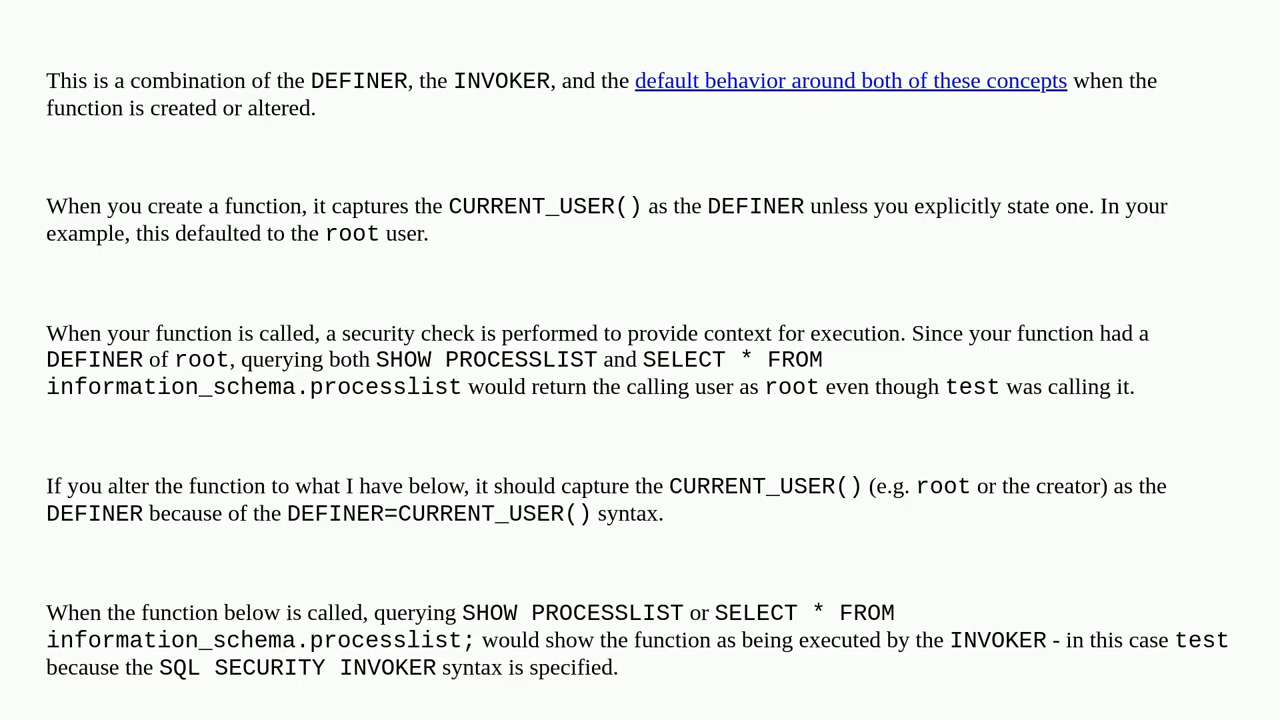 This is a combination of the DEFINER, the INVOKER, and the default behavior around both of these concepts when the
function is created or altered.
When you create a function, it captures the CURRENT_USER() as the DEFINER unless you explicitly state one. In your
example, this defaulted to the root user.
When your function is called, a security check is performed to provide context for execution. Since your function had a
DEFINER of root, querying both SHOW PROCESSLIST and SELECT * FROM
information_schema.processlist would return the calling user as root even though test was calling it.
If you alter the function to what I have below, it should capture the CURRENT_USER() (e.g. root or the creator) as the
DEFINER because of the DEFINER=CURRENT_USER() syntax.
When the function below is called, querying SHOW PROCESSLIST or SELECT * FROM
information_schema.processlist; would show the function as being executed by the INVOKER - in this case test
because the SQL SECURITY INVOKER syntax is specified.